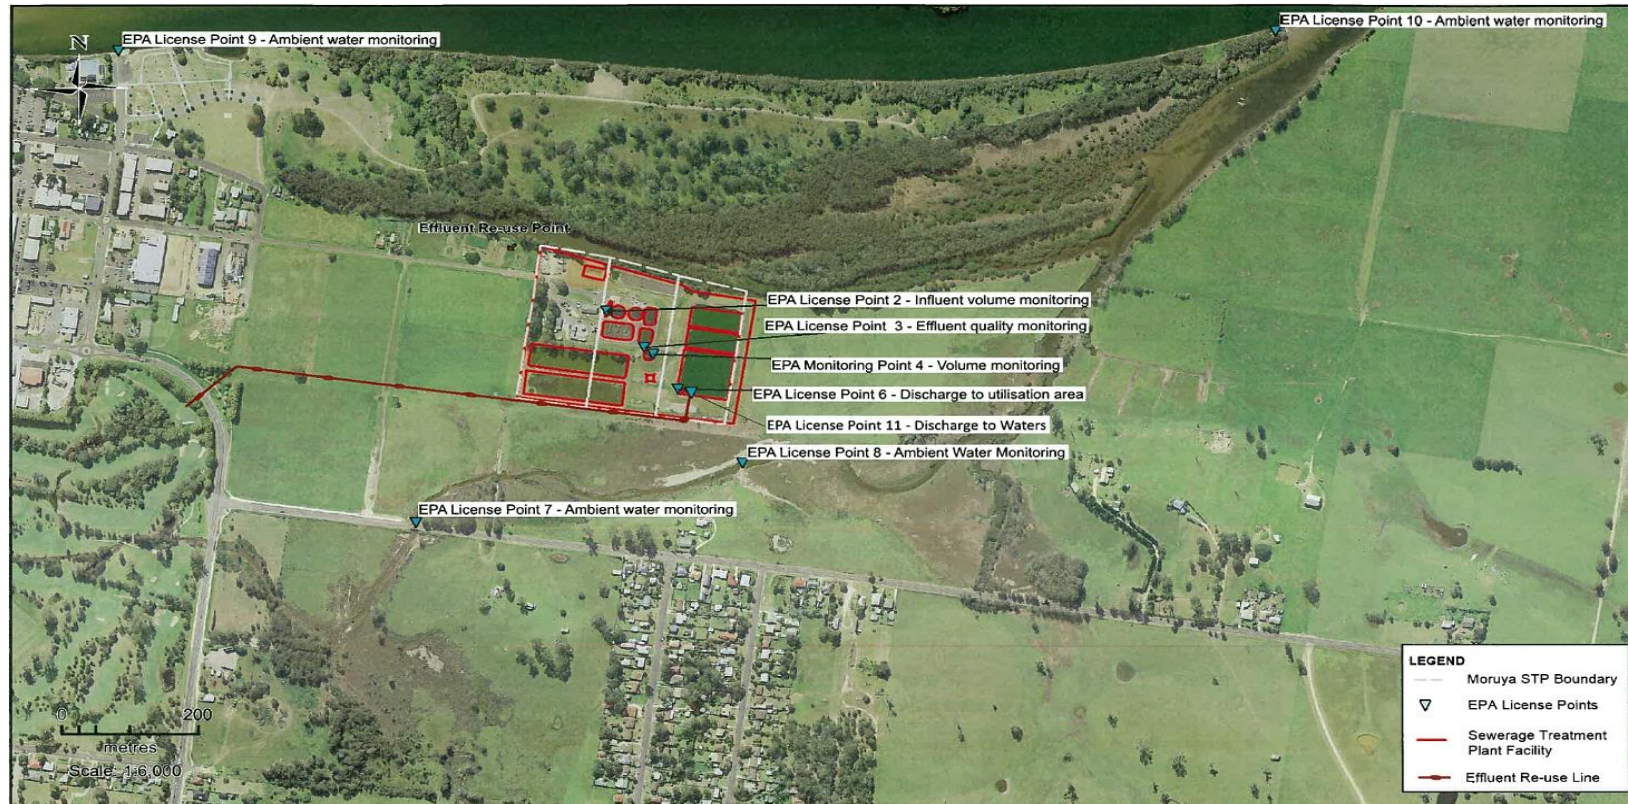 EPA License Point 10 - Ambient water monitoring
N
EPA License Point 9 - Ambient water monitoring
Effluent Re-use Point
EPA License Point 2 - Influent volume monitoring
EPA License Point 3 - Effluent quality monitoring
EPA Monitoring Point 4 - Volume monitoring
EPA License Point 6 - Discharge to utilisation area
EPA License Point 11 - Discharge to Waters
EPA License Point 8 - Ambient Water Monitoring
EPA License Point 7 - Ambient water monitoring
0 200
metres
Scale: 1:6,000
LEGEND
Moruya STP Boundary
EPA License Points
Sewerage Treatment
Plant Facility
Effluent Re-use Line